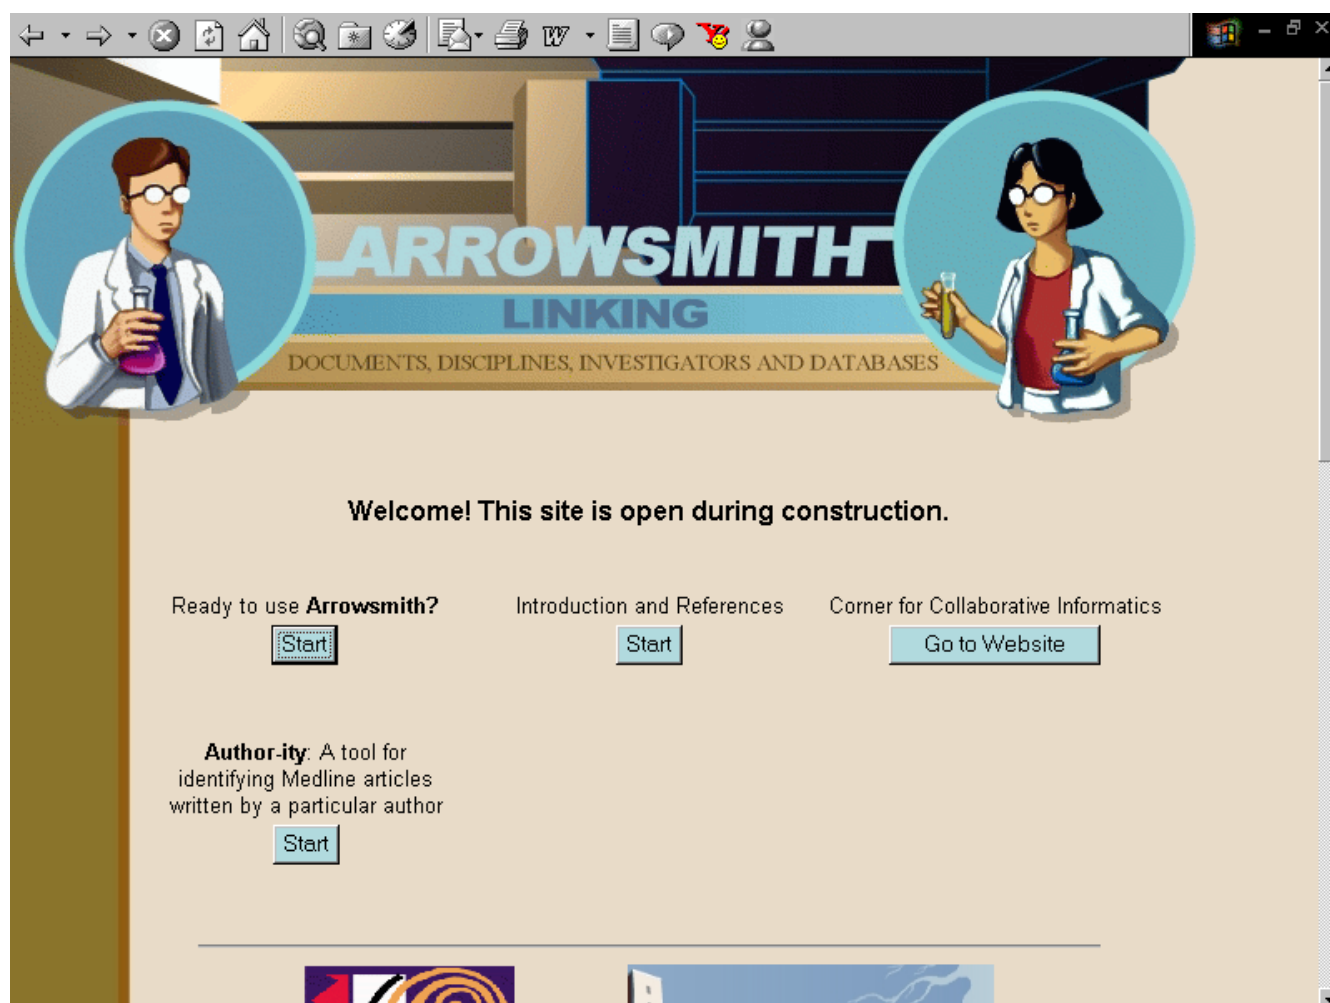 ARROWSMITH
LINKING
DOCUMENTS, DISCIPLINES, INVESTIGATORS AND DATABASES
Welcome! This site is open during construction.
Ready to use Arrowsmith?
Start
Introduction and References
Start
Corner for Collaborative Informatics
Go to Website
Author-ity: A tool for
identifying Medline articles
written by a particular author
Start